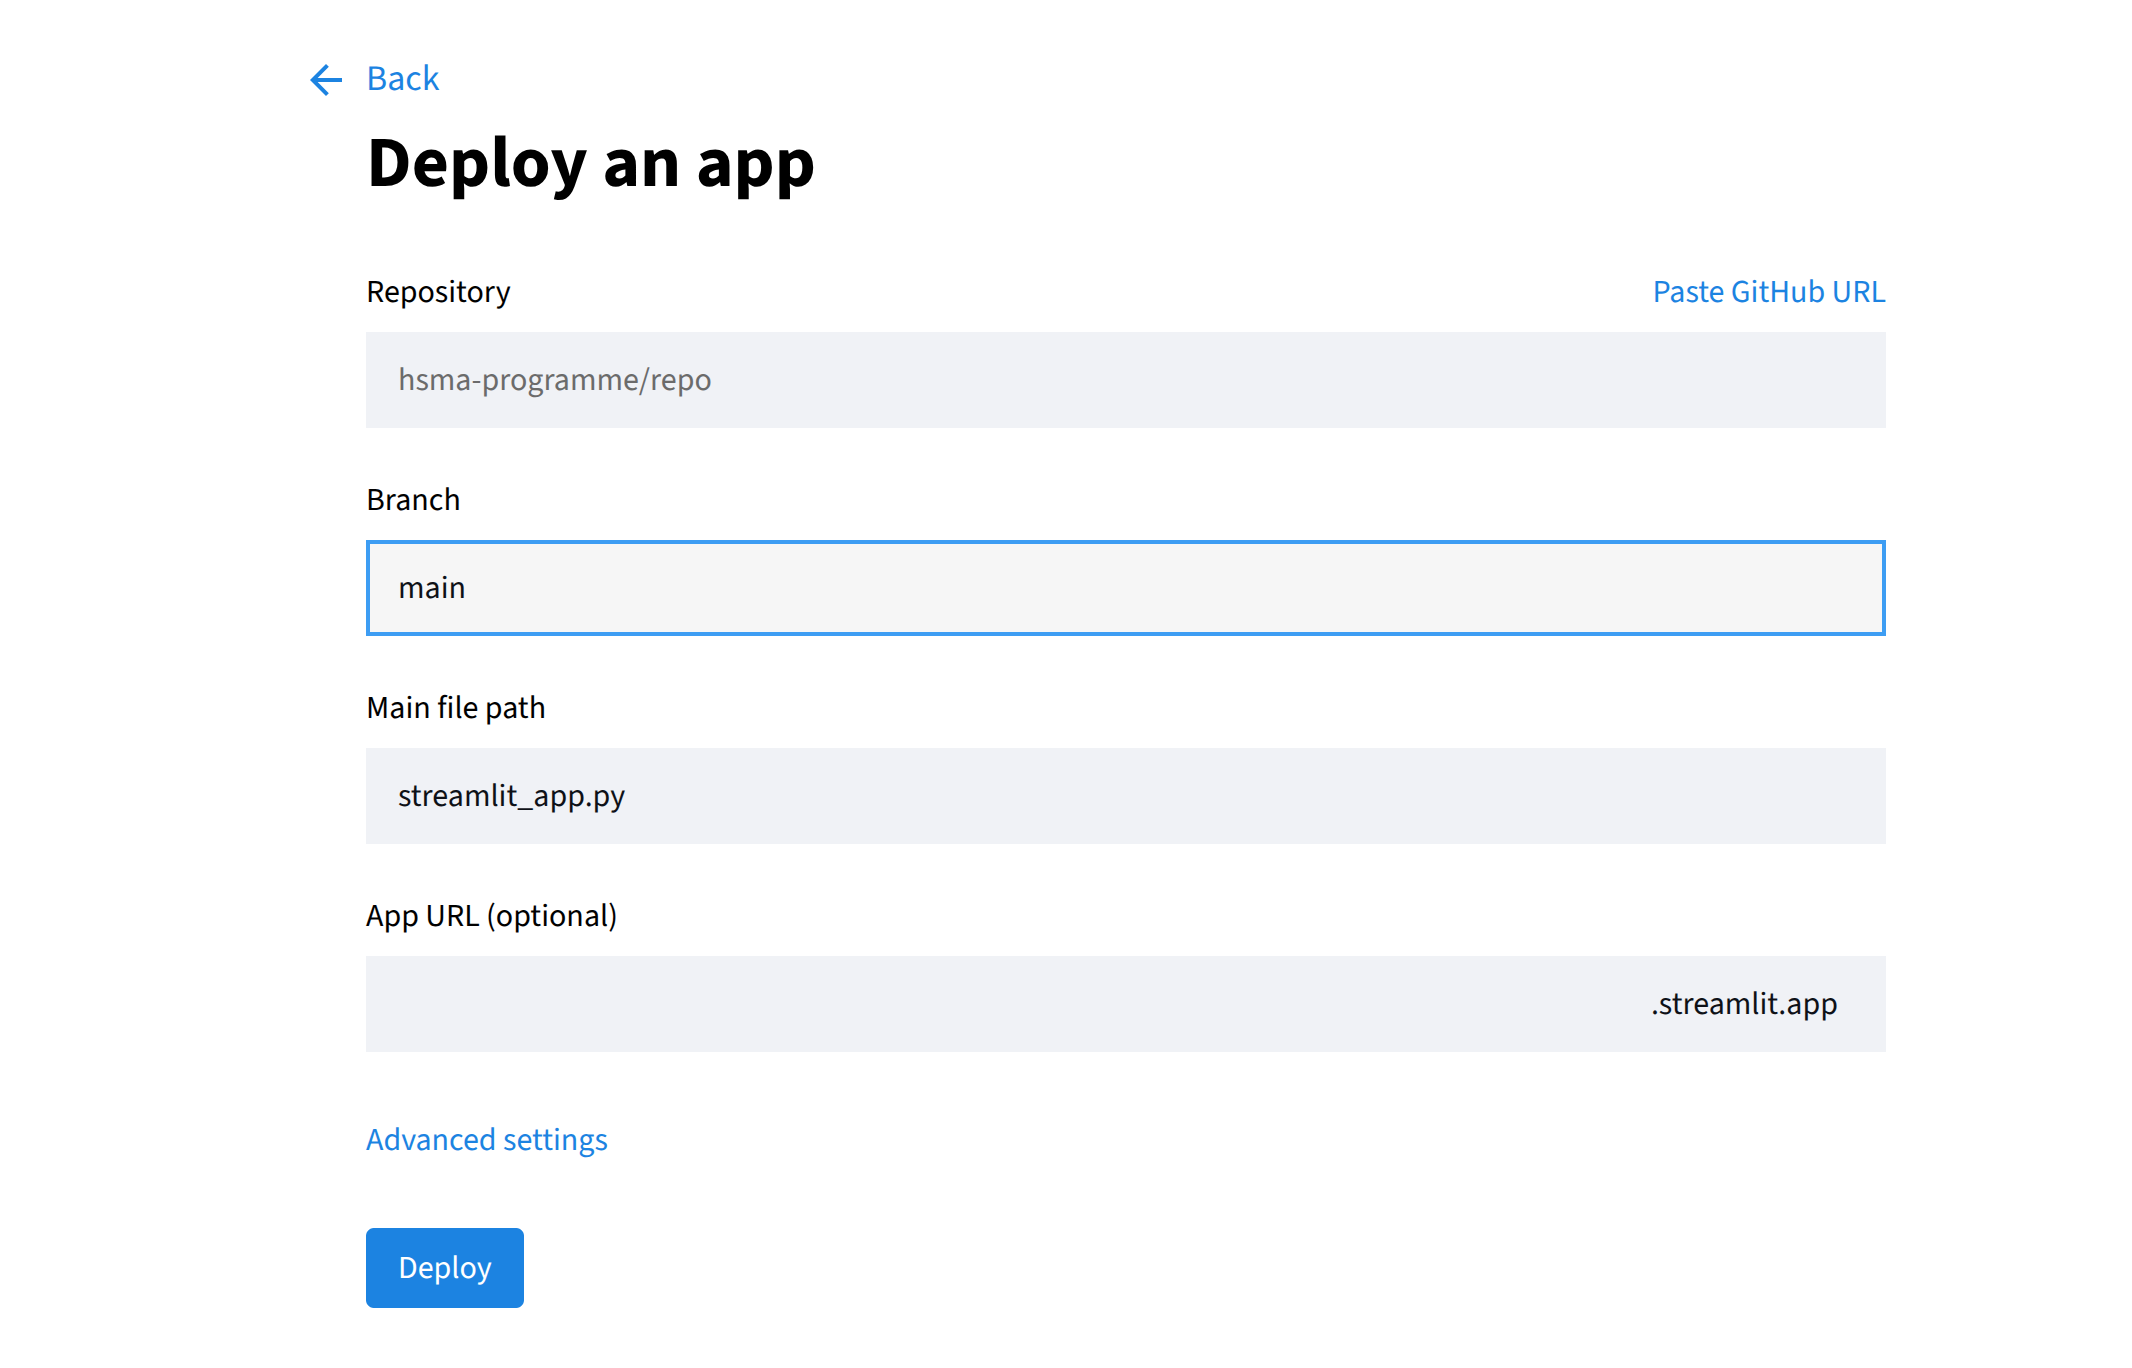 Back
Deploy an app
Repository
Paste GitHub URL
hsma-programme/repo
Branch
main
Main file path
streamlit_app.py
App URL (optional)
.streamlit.app
Advanced settings
Deploy